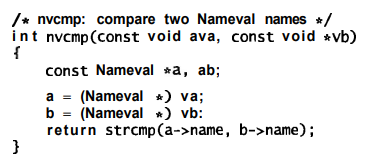 /* nvcmp: compare two Nameval names */
int nvcmp(const void ava, const void *vb)
{
const Nameval *a, ab;
a = (Nameval *) va;
b = (Nameval *) vb:
return strcmp(a->name, b->name);
}